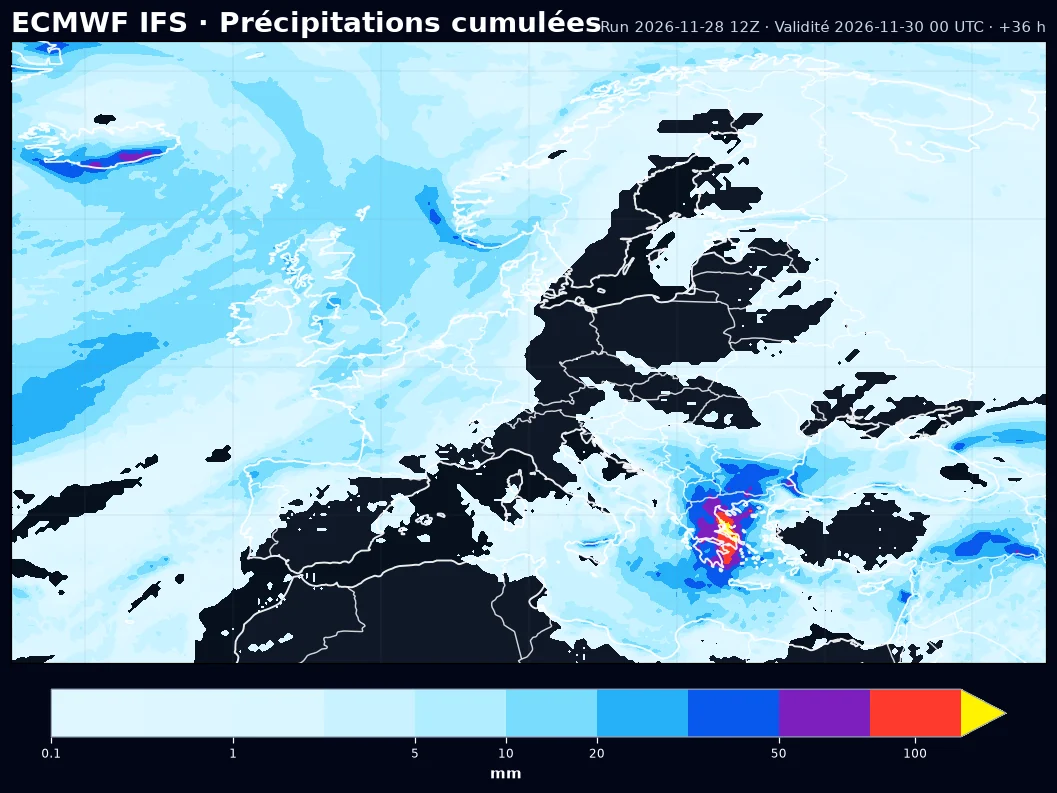 ECMWF IFS · Précipitations cumulées
Run 2026-11-28 12Z · Validité 2026-11-30 00 UTC · +36 h
0.1 1 5 10 20 50 100
mm